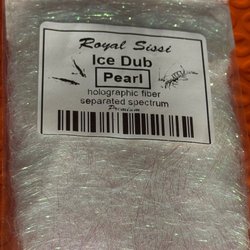 Royal Sissi
Ice Dub
Pearl
holographic fiber
separated spectrum
Premium